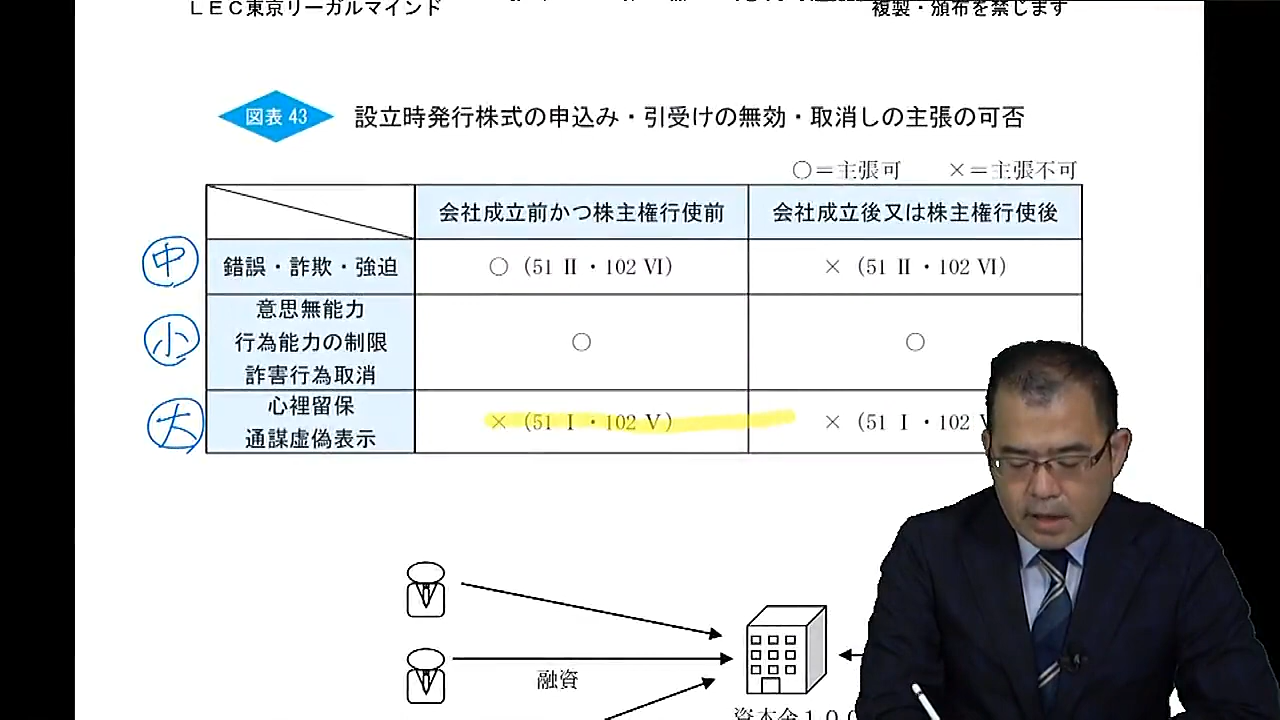 LEC東京リーガルマインド
複製・頒布を禁じます
図表 43 設立時発行株式の申込み・引受けの無効・取消しの主張の可否
○=主張可 ×=主張不可
会社成立前かつ株主権行使前 会社成立後又は株主権行使後
中 錯誤・詐欺・強迫 ○(51 Ⅱ・102 Ⅵ) ×(51 Ⅱ・102 Ⅵ)
意思無能力
小 行為能力の制限 ○ ○
詐害行為取消
心裡留保
大 通謀虚偽表示 ×(51 Ⅰ・102 Ⅴ) ×(51 Ⅰ・102
融資
資本金100